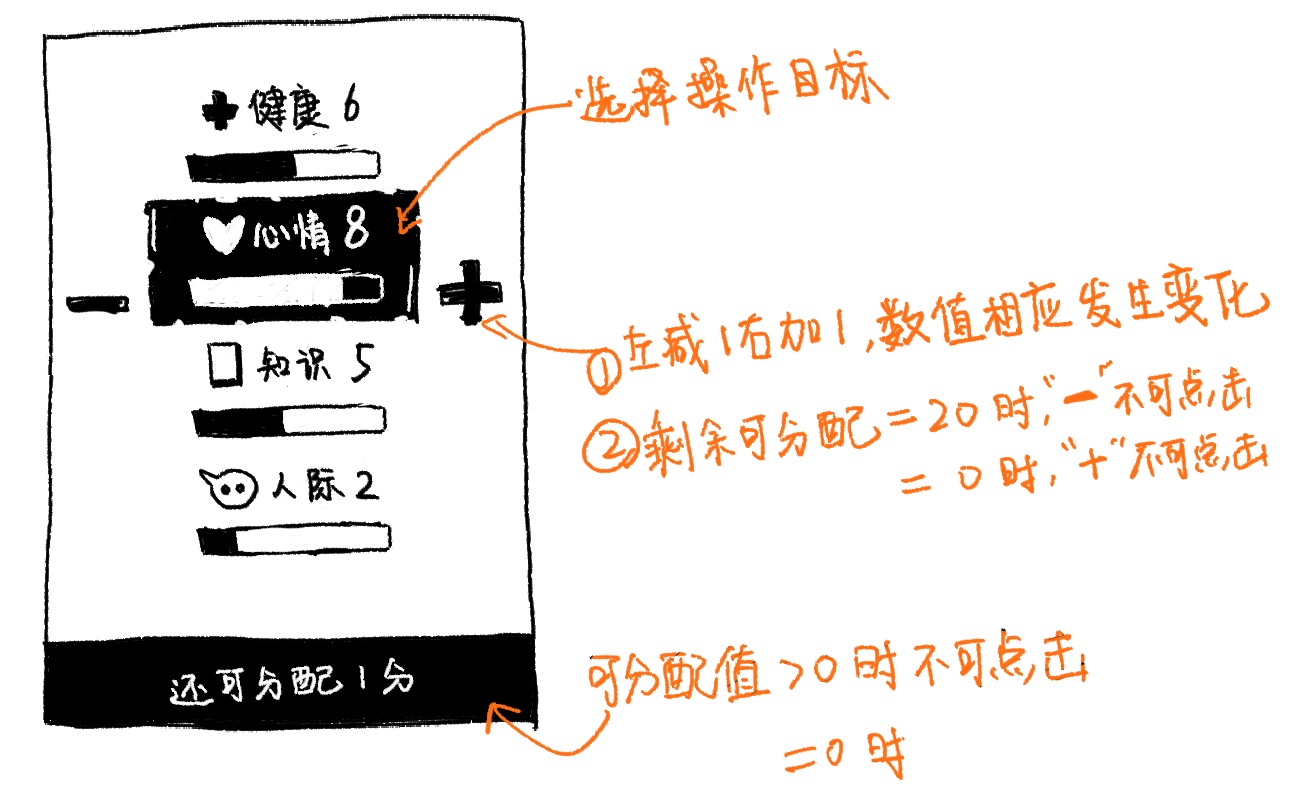 健康 6
选择操作目标
心情 8
- +
①左减1右加1,数值相应发生变化
知识 5
②剩余可分配=20时,“-”不可点击
=0时,“+”不可点击
人际 2
还可分配1分
可分配值>0时不可点击
=0时